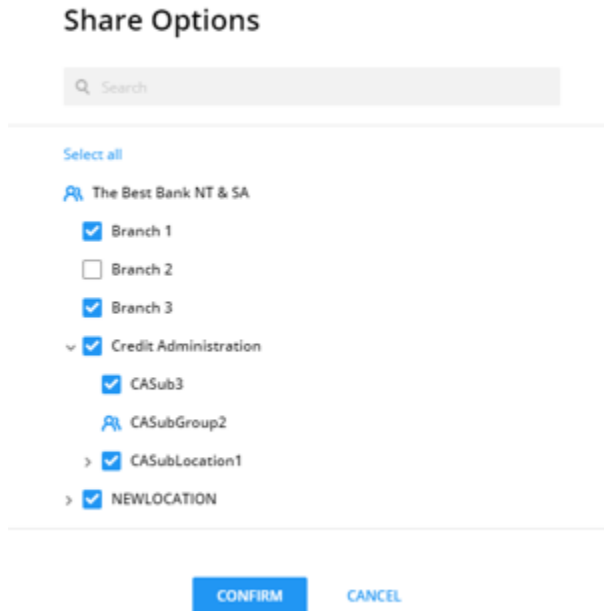 Share Options
Search
Select all
The Best Bank NT & SA
Branch 1
Branch 2
Branch 3
Credit Administration
CASub3
CASubGroup2
CASubLocation1
NEWLOCATION
CONFIRM CANCEL